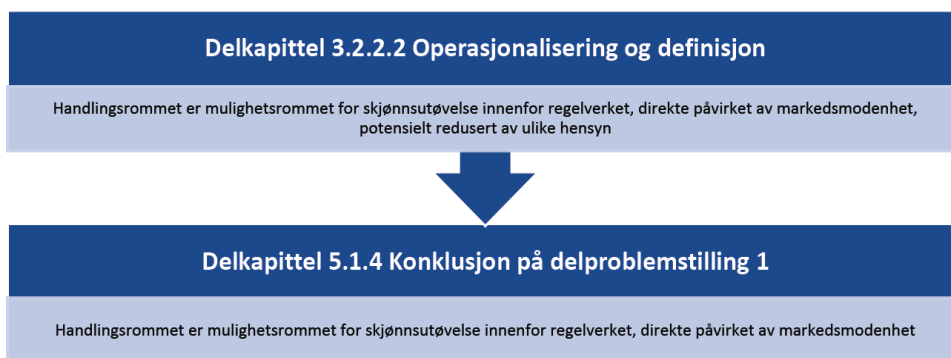 Delkapittel 3.2.2.2 Operasjonalisering og definisjon
Handlingsrommet er mulighetsrommet for skjønnsutøvelse innenfor regelverket, direkte påvirket av markedsmodenhet,
potensielt redusert av ulike hensyn
Delkapittel 5.1.4 Konklusjon på delproblemstilling 1
Handlingsrommet er mulighetsrommet for skjønnsutøvelse innenfor regelverket, direkte påvirket av markedsmodenhet